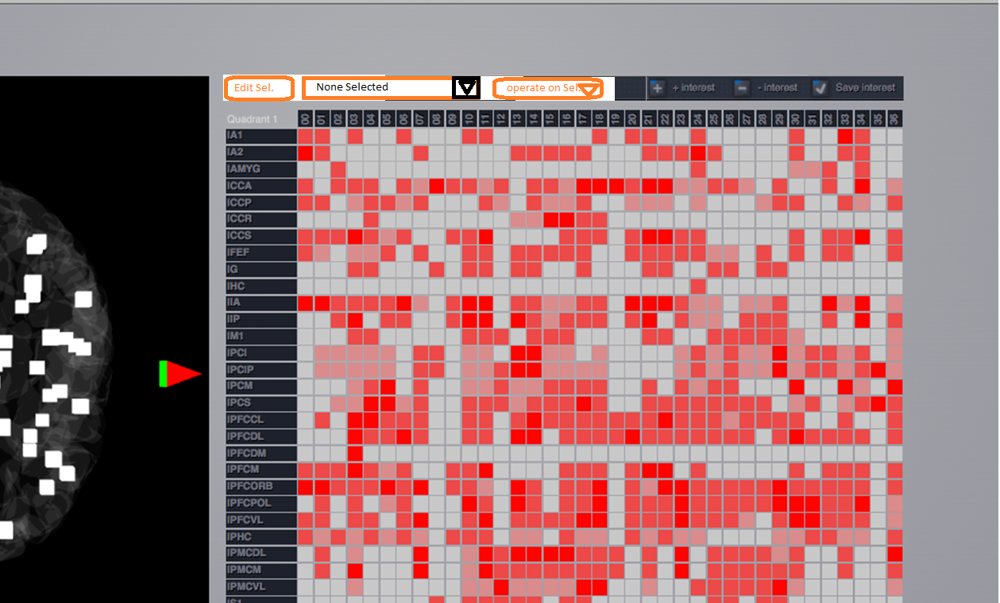 Edit Sel. None Selected operate on Sel. + interest - interest Save interest
Quadrant 1 00 01 02 03 04 05 06 07 08 09 10 11 12 13 14 15 16 17 18 19 20 21 22 23 24 25 26 27 28 29 30 31 32 33 34 35 36
IA1
IA2
IAMYG
ICCA
ICCP
ICCR
ICCS
IFEF
IG
IHC
IIA
IIP
IM1
IPCI
IPCIP
IPCM
IPCS
IPFCCL
IPFCDL
IPFCDM
IPFCM
IPFCORB
IPFCPOL
IPFCVL
IPHC
IPMCDL
IPMCM
IPMCVL